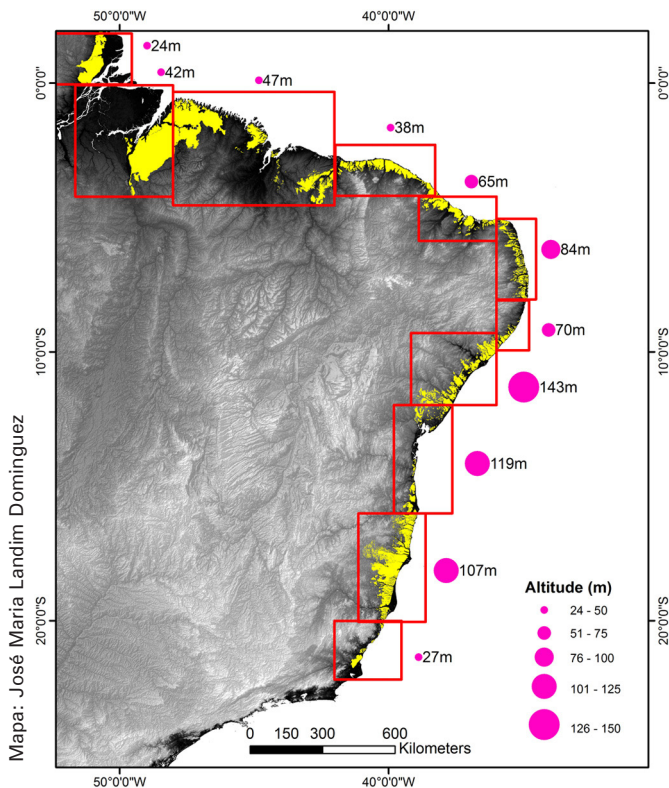 50°0'0"W
40°0'0"W
24m
42m
47m
0°0'0"
0°0'0"
38m
65m
84m
70m
10°0'0"S
10°0'0"S
143m
119m
107m
27m
20°0'0"S
20°0'0"S
Altitude (m)
24 - 50
51 - 75
76 - 100
101 - 125
126 - 150
0 150 300 600
Kilometers
50°0'0"W
40°0'0"W
Mapa: José Maria Landim Dominguez